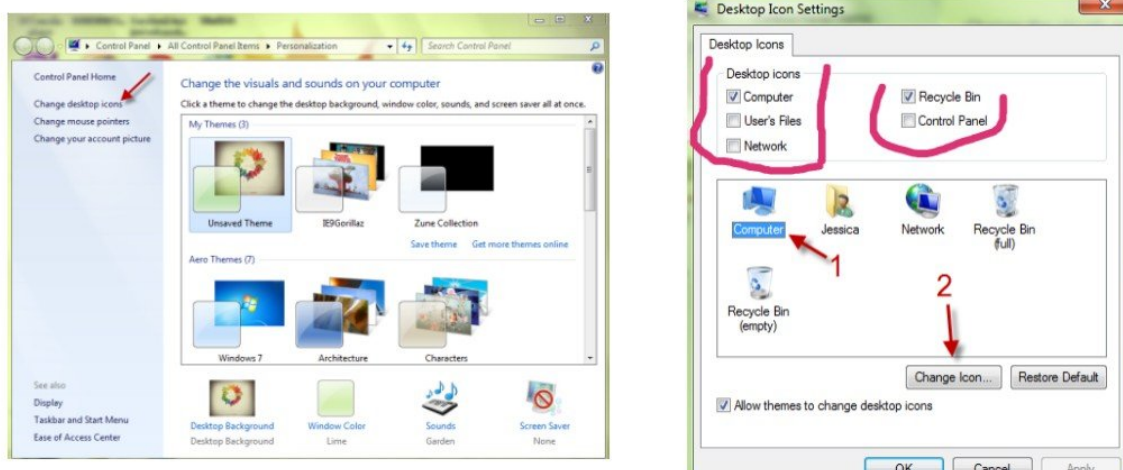 Control Panel ▸ All Control Panel Items ▸ Personalization
Search Control Panel
Control Panel Home
Change desktop icons
Change mouse pointers
Change your account picture
Change the visuals and sounds on your computer
Click a theme to change the desktop background, window color, sounds, and screen saver all at once.
My Themes (3)
Unsaved Theme
IE9Gorillaz
Zune Collection
Save theme Get more themes online
Aero Themes (7)
Windows 7
Architecture
Characters
See also
Display
Taskbar and Start Menu
Ease of Access Center
Desktop Background
Desktop Background
Window Color
Lime
Sounds
Garden
Screen Saver
None
Desktop Icon Settings
Desktop Icons
Desktop icons
Computer
Recycle Bin
User's Files
Control Panel
Network
Computer
Jessica
Network
Recycle Bin
(full)
1
Recycle Bin
(empty)
2
Change Icon...
Restore Default
Allow themes to change desktop icons
OK
Cancel
Apply